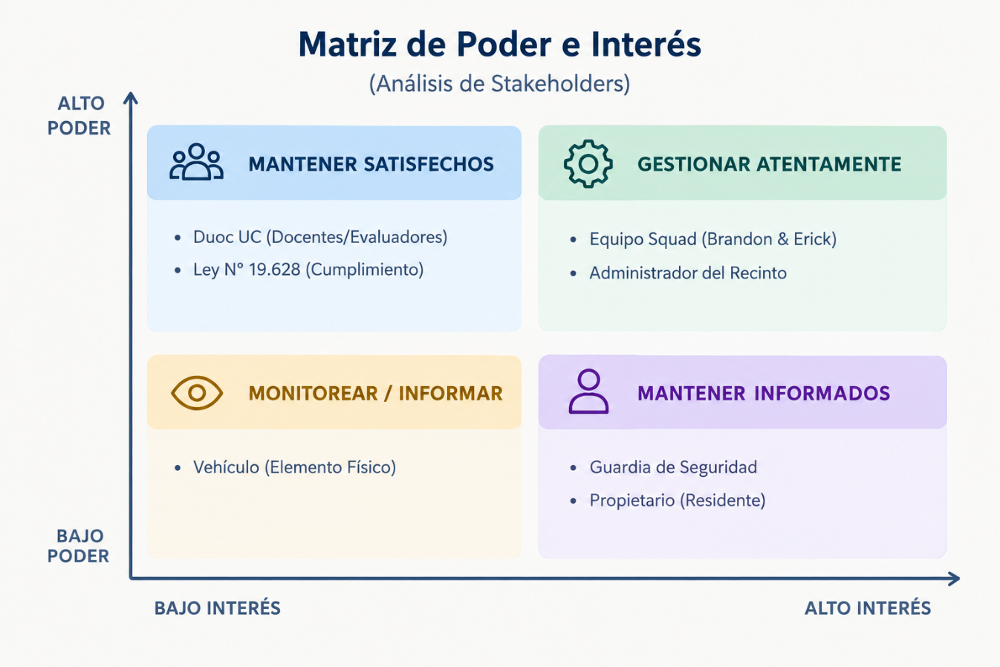 Matriz de Poder e Interés
(Análisis de Stakeholders)
ALTO
PODER
MANTENER SATISFECHOS
• Duoc UC (Docentes/Evaluadores)
• Ley N° 19.628 (Cumplimiento)
GESTIONAR ATENTAMENTE
• Equipo Squad (Brandon & Erick)
• Administrador del Recinto
MONITOREAR / INFORMAR
• Vehículo (Elemento Físico)
MANTENER INFORMADOS
• Guardia de Seguridad
• Propietario (Residente)
BAJO
PODER
BAJO INTERÉS
ALTO INTERÉS